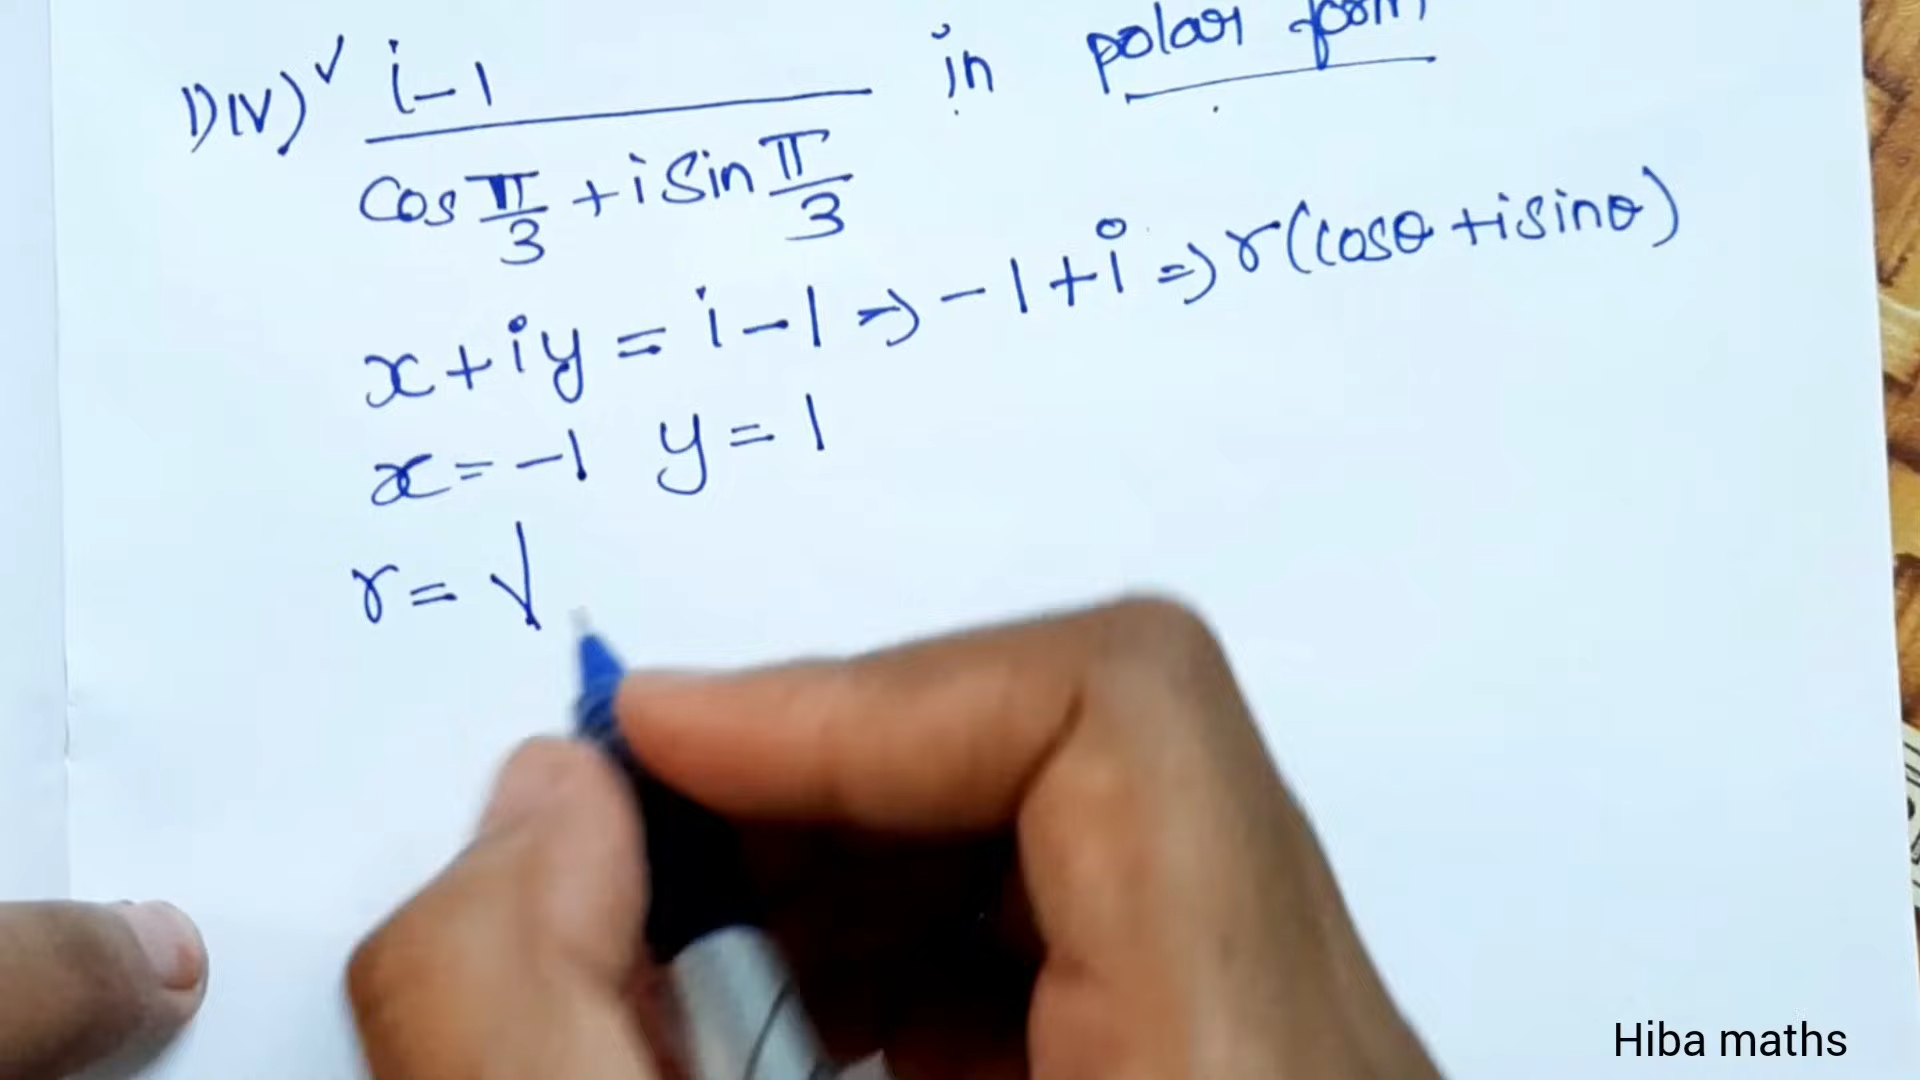 1)(iv) ✓ i-1 in polar form
cos π/3 + i sin π/3
x+iy = i-1 ⇒ -1+i ⇒ r(cosθ +isinθ)
x=-1 y=1
r= √
Hiba maths